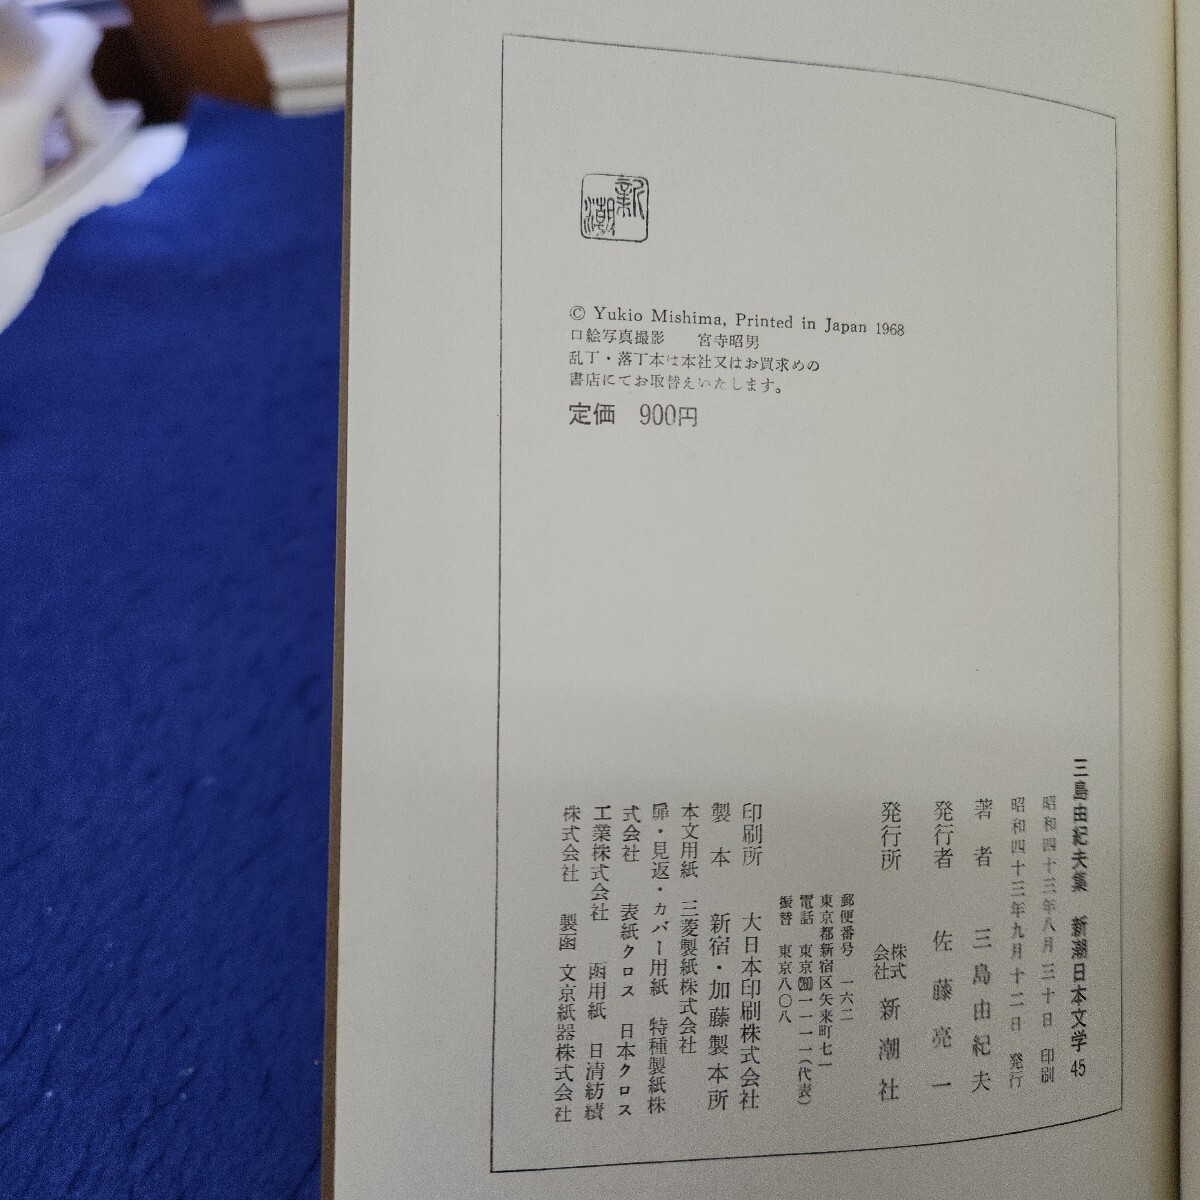 新潮
© Yukio Mishima, Printed in Japan 1968
口絵写真撮影　宮寺昭男
乱丁・落丁本は本社又はお買求めの
書店にてお取替えいたします。
定価　900円
三島由紀夫集　新潮日本文学 45
昭和四十三年八月三十日　印刷
昭和四十三年九月十二日　発行
著者　三島由紀夫
発行者　佐藤亮一
発行所　株式会社　新潮社
郵便番号　一六二
東京都新宿区矢来町七一
電話　東京 一一一一(代表)
振替　東京八〇八
印刷所　大日本印刷株式会社
製本　新宿・加藤製本所
本文用紙　三菱製紙株式会社
扉・見返・カバー用紙　特種製紙株
式会社　表紙クロス　日本クロス
工業株式会社　函用紙　日清紡績
株式会社　製函　文京紙器株式会社